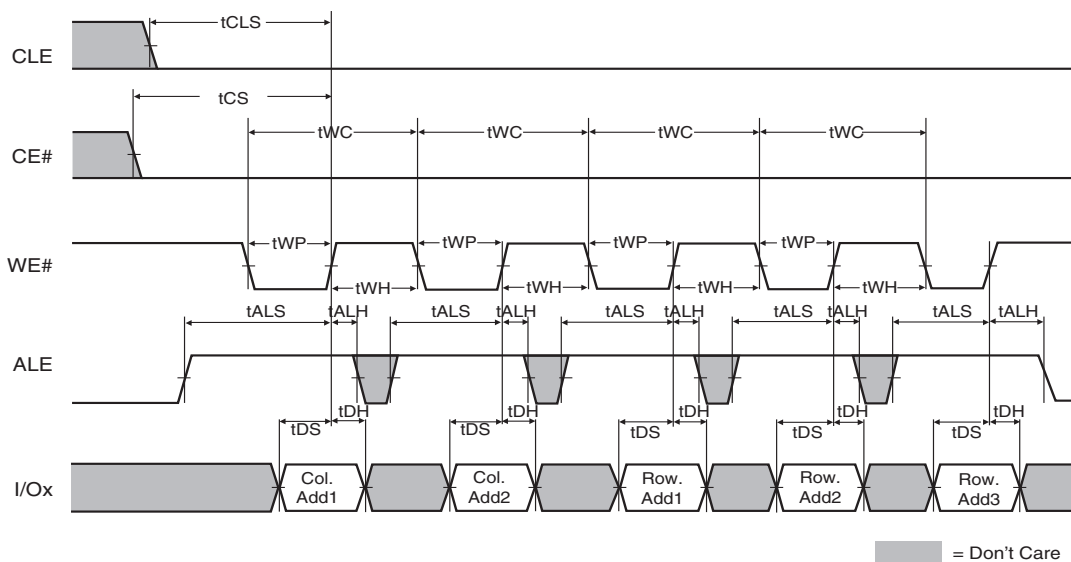 tCLS
CLE
tCS
tWC tWC tWC tWC
CE#
tWP tWP tWP tWP
WE#
tWH tWH tWH tWH
tALS tALH tALS tALH tALS tALH tALS tALH tALS tALH
ALE
tDH tDH tDH tDH tDH
tDS tDS tDS tDS tDS
I/Ox
Col. Add1
Col. Add2
Row. Add1
Row. Add2
Row. Add3
= Don't Care